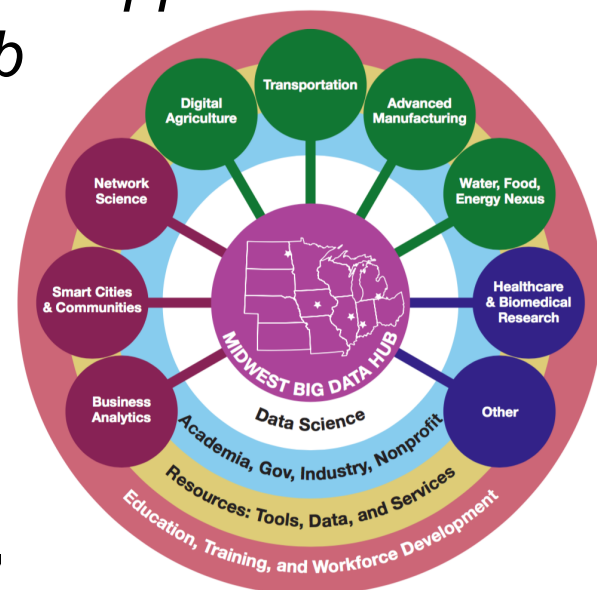 b
Transportation
Digital
Agriculture
Advanced
Manufacturing
Network
Science
Water, Food,
Energy Nexus
Smart Cities
& Communities
Healthcare
& Biomedical
Research
Business
Analytics
Other
MIDWEST BIG DATA HUB
Data Science
Academia, Gov, Industry, Nonprofit
Resources: Tools, Data, and Services
Education, Training, and Workforce Development